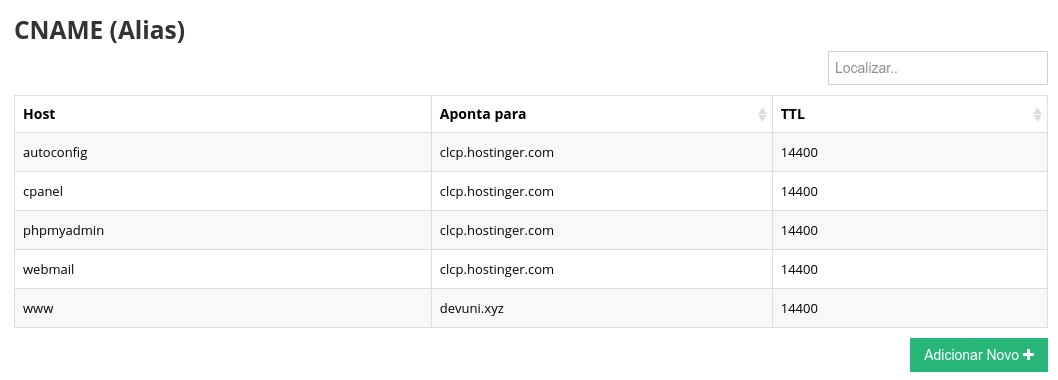 CNAME (Alias)
Localizar..
Host Aponta para TTL
autoconfig clcp.hostinger.com 14400
cpanel clcp.hostinger.com 14400
phpmyadmin clcp.hostinger.com 14400
webmail clcp.hostinger.com 14400
www devuni.xyz 14400
Adicionar Novo +